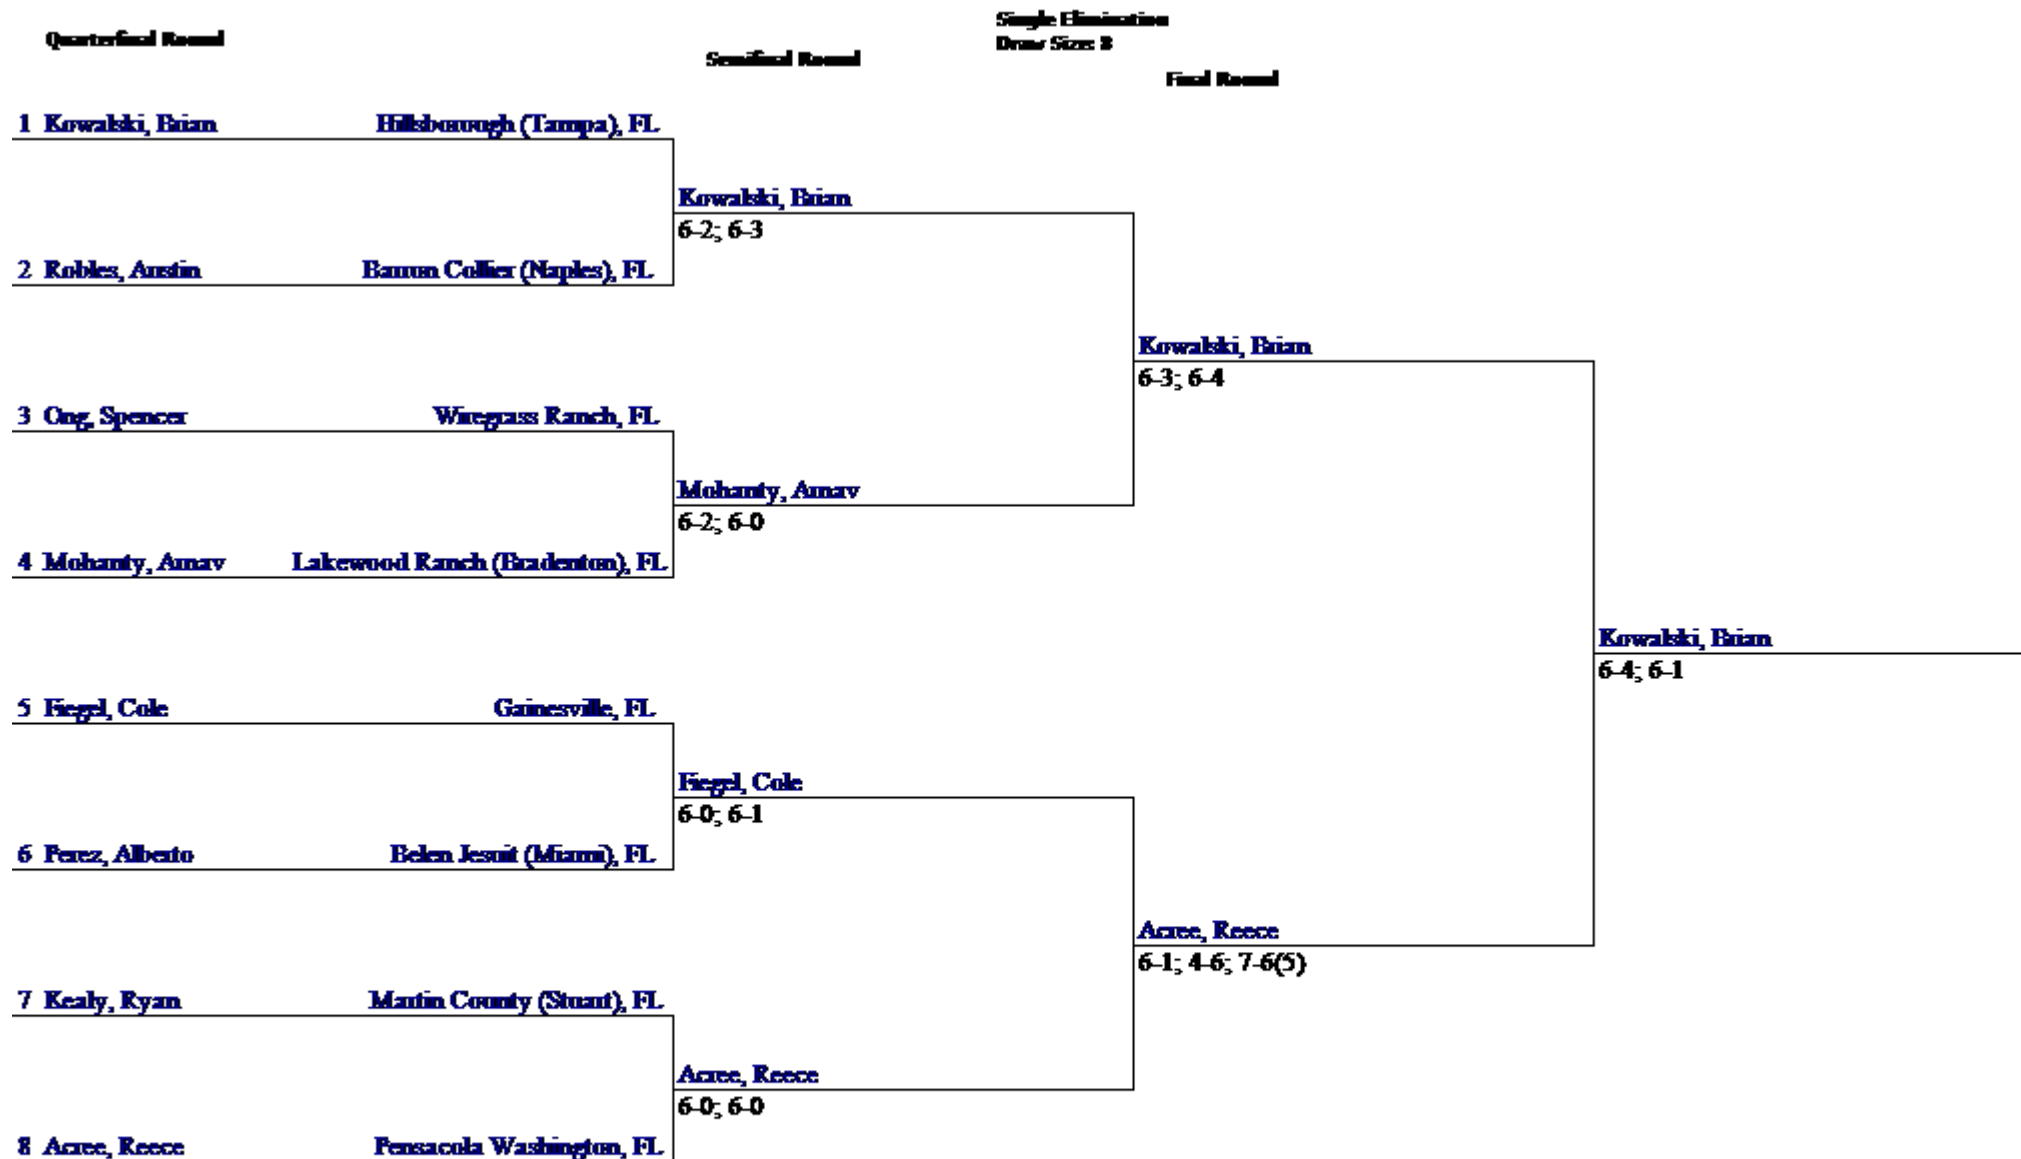 Single Elimination
Quarterfinal Round
Draw Size: 8
Semifinal Round
Final Round
1 Kowalski, Brian Hillsborough (Tampa), FL
Kowalski, Brian
6-2; 6-3
2 Robles, Austin Barron Collier (Naples), FL
Kowalski, Brian
6-3; 6-4
3 Ong, Spencer Wiregrass Ranch, FL
Mohanty, Arnav
6-2; 6-0
4 Mohanty, Arnav Lakewood Ranch (Bradenton), FL
Kowalski, Brian
6-4; 6-1
5 Fiegel, Cole Gainesville, FL
Fiegel, Cole
6-0; 6-1
6 Perez, Alberto Belen Jesuit (Miami), FL
Acree, Reece
6-1; 4-6; 7-6(5)
7 Kealy, Ryan Martin County (Stuart), FL
Acree, Reece
6-0; 6-0
8 Acree, Reece Pensacola Washington, FL